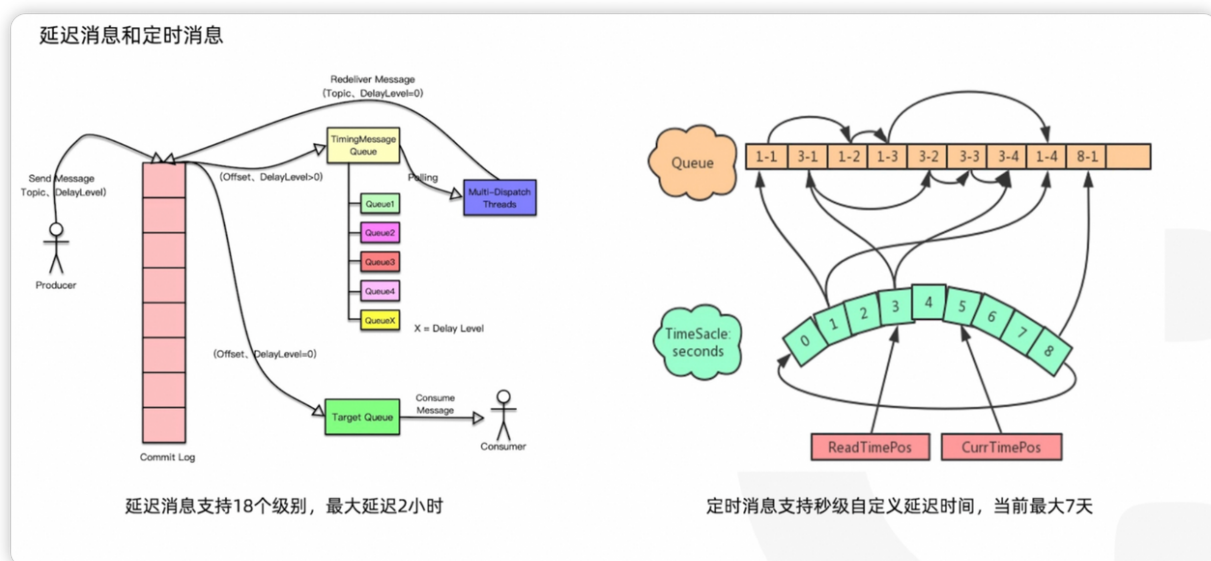 延迟消息和定时消息
Redeliver Message
(Topic、DelayLevel=0)
Send Message
Topic、DelayLevel)
TimingMessage
Queue
(Offset、DelayLevel>0)
Polling
Multi-Dispatch
Threads
Queue1
Queue2
Queue3
Queue4
QueueX
X = Delay Level
Producer
(Offset、DelayLevel=0)
Target Queue
Consume
Message
Consumer
Commit Log
延迟消息支持18个级别，最大延迟2小时
Queue
1-1 3-1 1-2 1-3 3-2 3-3 3-4 1-4 8-1
TimeSacle:
seconds
0 1 2 3 4 5 6 7 8
ReadTimePos
CurrTimePos
定时消息支持秒级自定义延迟时间，当前最大7天